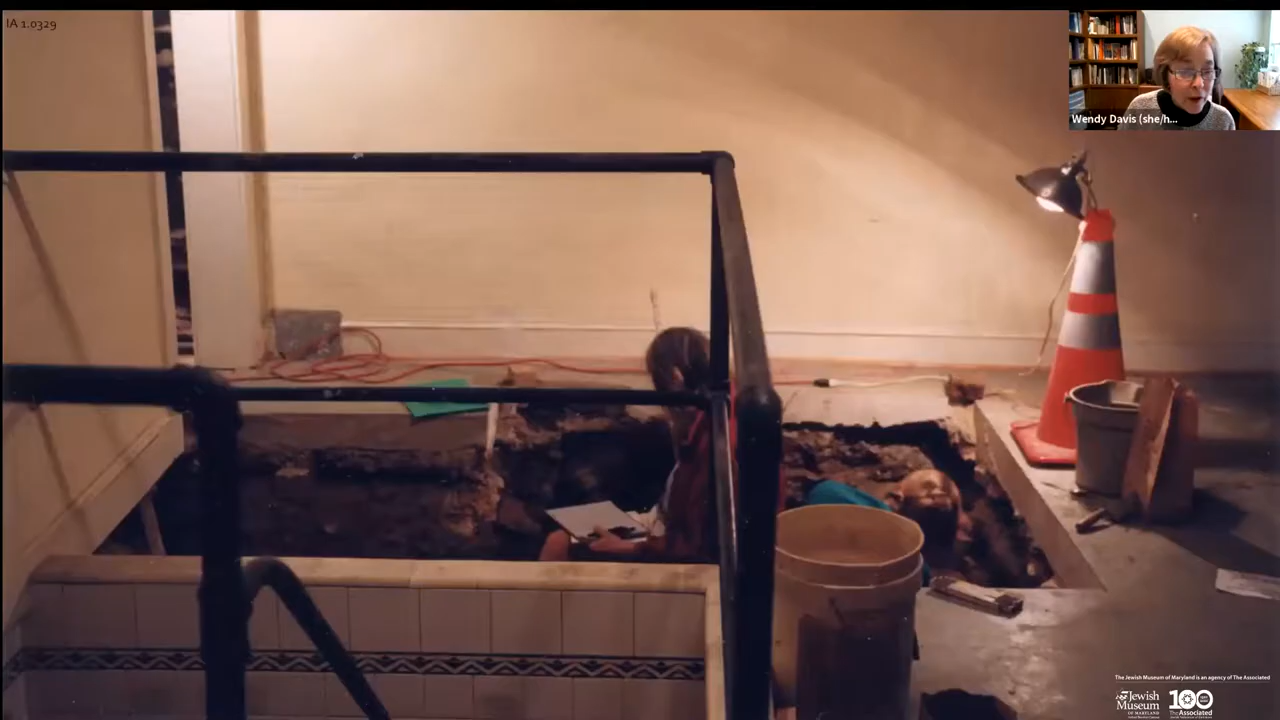 IA 1.0329
Wendy Davis (she/h...
The Jewish Museum of Maryland is an agency of The Associated
Jewish
Museum
OF MARYLAND
100
The Associated